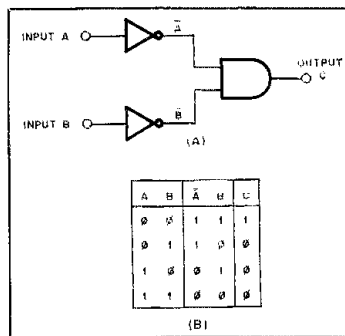 INPUT A
Ā
OUTPUT
C
INPUT B
B̄
(A)
A B Ā B C
Ø Ø 1 1 1
Ø 1 1 Ø Ø
1 Ø Ø 1 Ø
1 1 Ø Ø Ø
(B)